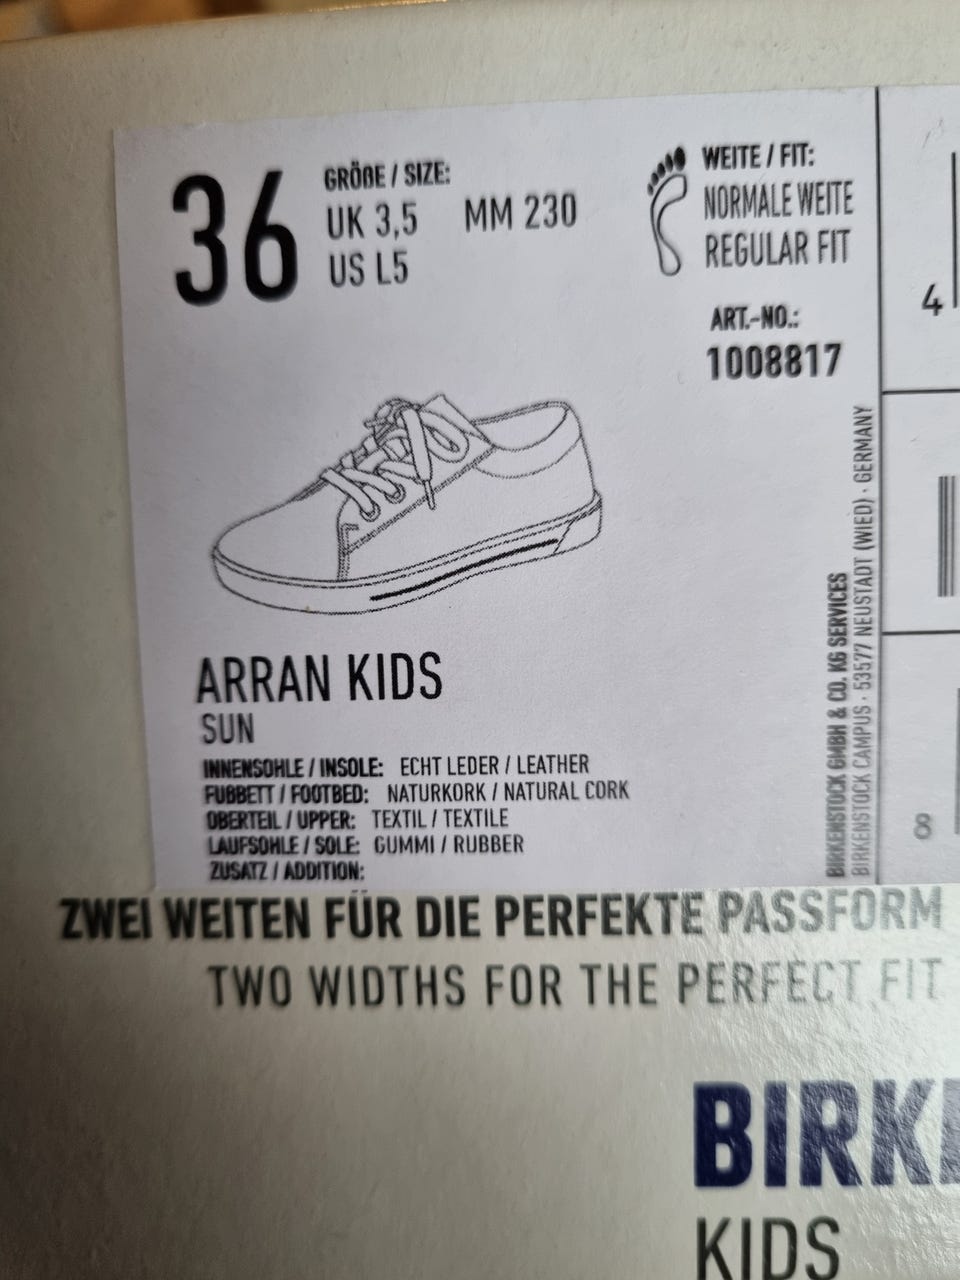 36
GRÖßE / SIZE:
UK 3,5 MM 230
US L5
WEITE / FIT:
NORMALE WEITE
REGULAR FIT
ART.-NO.:
1008817
4
ARRAN KIDS
SUN
INNENSOHLE / INSOLE: ECHT LEDER / LEATHER
FUßBETT / FOOTBED: NATURKORK / NATURAL CORK
OBERTEIL / UPPER: TEXTIL / TEXTILE
LAUFSOHLE / SOLE: GUMMI / RUBBER
ZUSATZ / ADDITION:
BIRKENSTOCK GMBH & CO. KG SERVICES
BIRKENSTOCK CAMPUS · 53577 NEUSTADT (WIED) · GERMANY
8
ZWEI WEITEN FÜR DIE PERFEKTE PASSFORM
TWO WIDTHS FOR THE PERFECT FIT
BIRKE
KIDS